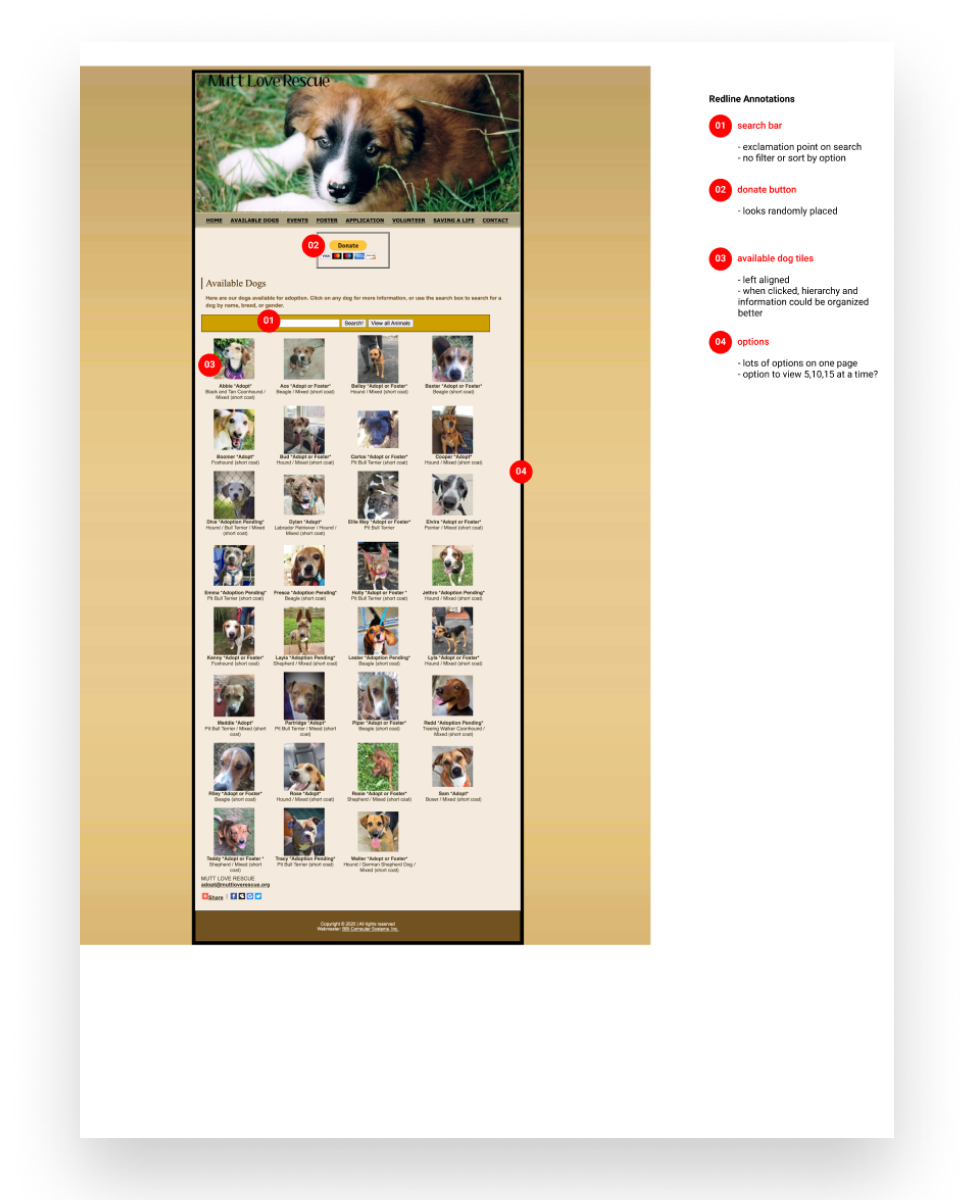 Mutt Love Rescue
HOME AVAILABLE DOGS EVENTS FOSTER APPLICATION VOLUNTEER SAVING A LIFE CONTACT
02
Donate
VISA
Available Dogs
Here are our dogs available for adoption. Click on any dog for more information, or use the search box to search for a
dog by name, breed, or gender.
01
Search! View all Animals
03
Abbie *Adopt*
Black and Tan Coonhound /
Mixed (short coat)
Ace *Adopt or Foster*
Beagle / Mixed (short coat)
Bailey *Adopt or Foster*
Hound / Mixed (short coat)
Baxter *Adopt or Foster*
Beagle (short coat)
Boomer *Adopt*
Foxhound (short coat)
Bud *Adopt or Foster*
Hound / Mixed (short coat)
Carlos *Adopt or Foster*
Pit Bull Terrier (short coat)
Cooper *Adopt*
Hound / Mixed (short coat)
04
Diva *Adoption Pending*
Hound / Bull Terrier / Mixed
(short coat)
Dylan *Adopt*
Labrador Retriever / Hound /
Mixed (short coat)
Ellie May *Adopt or Foster*
Pit Bull Terrier
Elvira *Adopt or Foster*
Pointer / Mixed (short coat)
Emma *Adoption Pending*
Pit Bull Terrier (short coat)
Fresca *Adoption Pending*
Beagle (short coat)
Holly *Adopt or Foster *
Pit Bull Terrier (short coat)
Jethro *Adoption Pending*
Hound / Mixed (short coat)
Kenny *Adopt or Foster*
Foxhound (short coat)
Layla *Adoption Pending*
Shepherd / Mixed (short coat)
Lester *Adoption Pending*
Beagle (short coat)
Lyla *Adopt or Foster*
Hound / Mixed (short coat)
Maddie *Adopt*
Pit Bull Terrier / Mixed (short
coat)
Partridge *Adopt*
Pit Bull Terrier / Mixed (short
coat)
Piper *Adopt or Foster*
Beagle (short coat)
Redd *Adoption Pending*
Treeing Walker Coonhound /
Mixed (short coat)
Riley *Adopt or Foster*
Beagle (short coat)
Rose *Adopt or Foster*
Hound / Mixed (short coat)
Rosie *Adopt or Foster*
Shepherd / Mixed (short coat)
Sam *Adopt*
Boxer / Mixed (short coat)
Teddy *Adopt or Foster *
Shepherd / Mixed (short
coat)
Tracy *Adoption Pending*
Pit Bull Terrier (short coat)
Walter *Adopt or Foster*
Hound / German Shepherd Dog /
Mixed (short coat)
MUTT LOVE RESCUE
adopt@muttloverescue.org
Share
Copyright © 2020 | All rights reserved
Webmaster: BBI Computer Systems, Inc.
Redline Annotations
01 search bar
- exclamation point on search
- no filter or sort by option
02 donate button
- looks randomly placed
03 available dog tiles
- left aligned
- when clicked, hierarchy and
information could be organized
better
04 options
- lots of options on one page
- option to view 5,10,15 at a time?